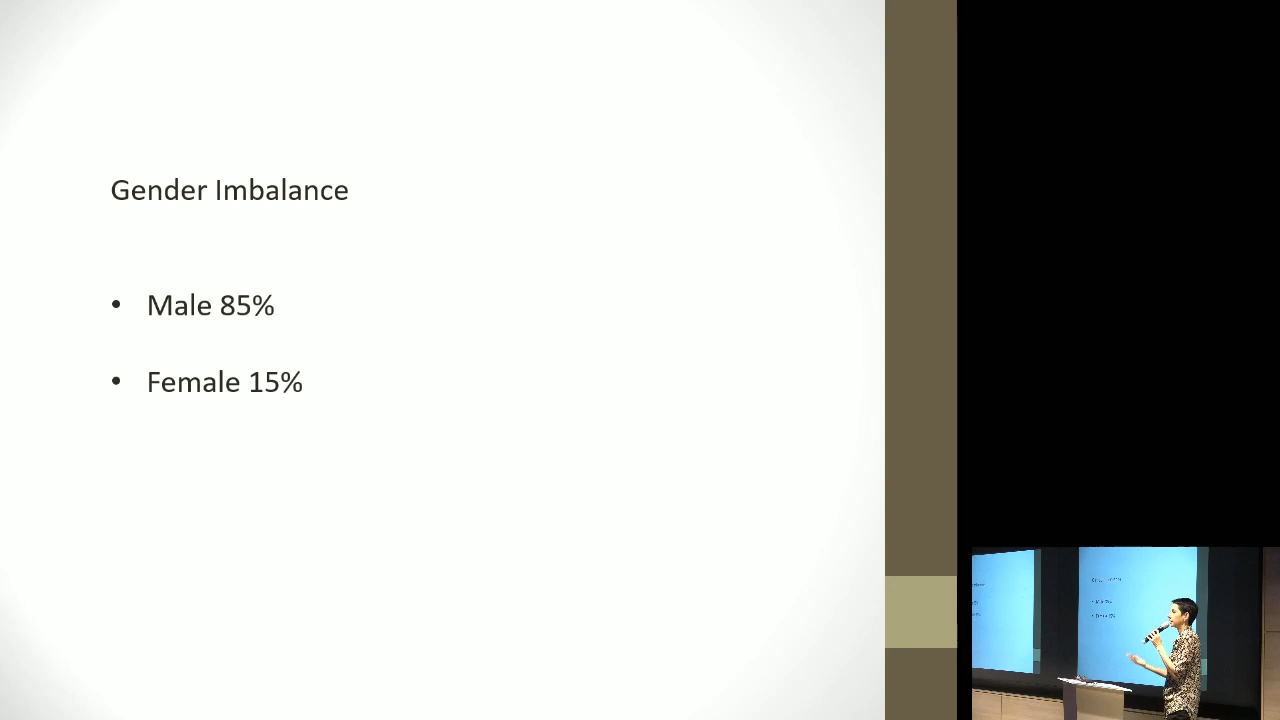 Gender Imbalance
• Male 85%
• Female 15%